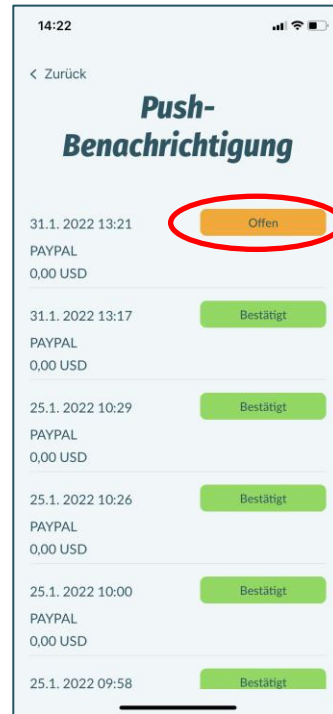 14:22
< Zurück
Push-
Benachrichtigung
31.1. 2022 13:21 Offen
PAYPAL
0,00 USD
31.1. 2022 13:17 Bestätigt
PAYPAL
0,00 USD
25.1. 2022 10:29 Bestätigt
PAYPAL
0,00 USD
25.1. 2022 10:26 Bestätigt
PAYPAL
0,00 USD
25.1. 2022 10:00 Bestätigt
PAYPAL
0,00 USD
25.1. 2022 09:58 Bestätigt